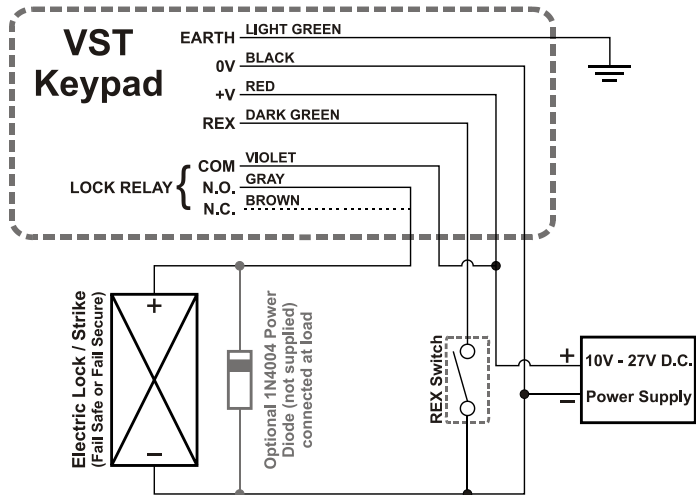 VST
Keypad
EARTH LIGHT GREEN
0V BLACK
+V RED
REX DARK GREEN
LOCK RELAY {
COM VIOLET
N.O. GRAY
N.C. BROWN
Electric Lock / Strike
(Fail Safe or Fail Secure)
+
−
Optional 1N4004 Power
Diode (not supplied)
connected at load
REX Switch
+
−
10V - 27V D.C.
Power Supply